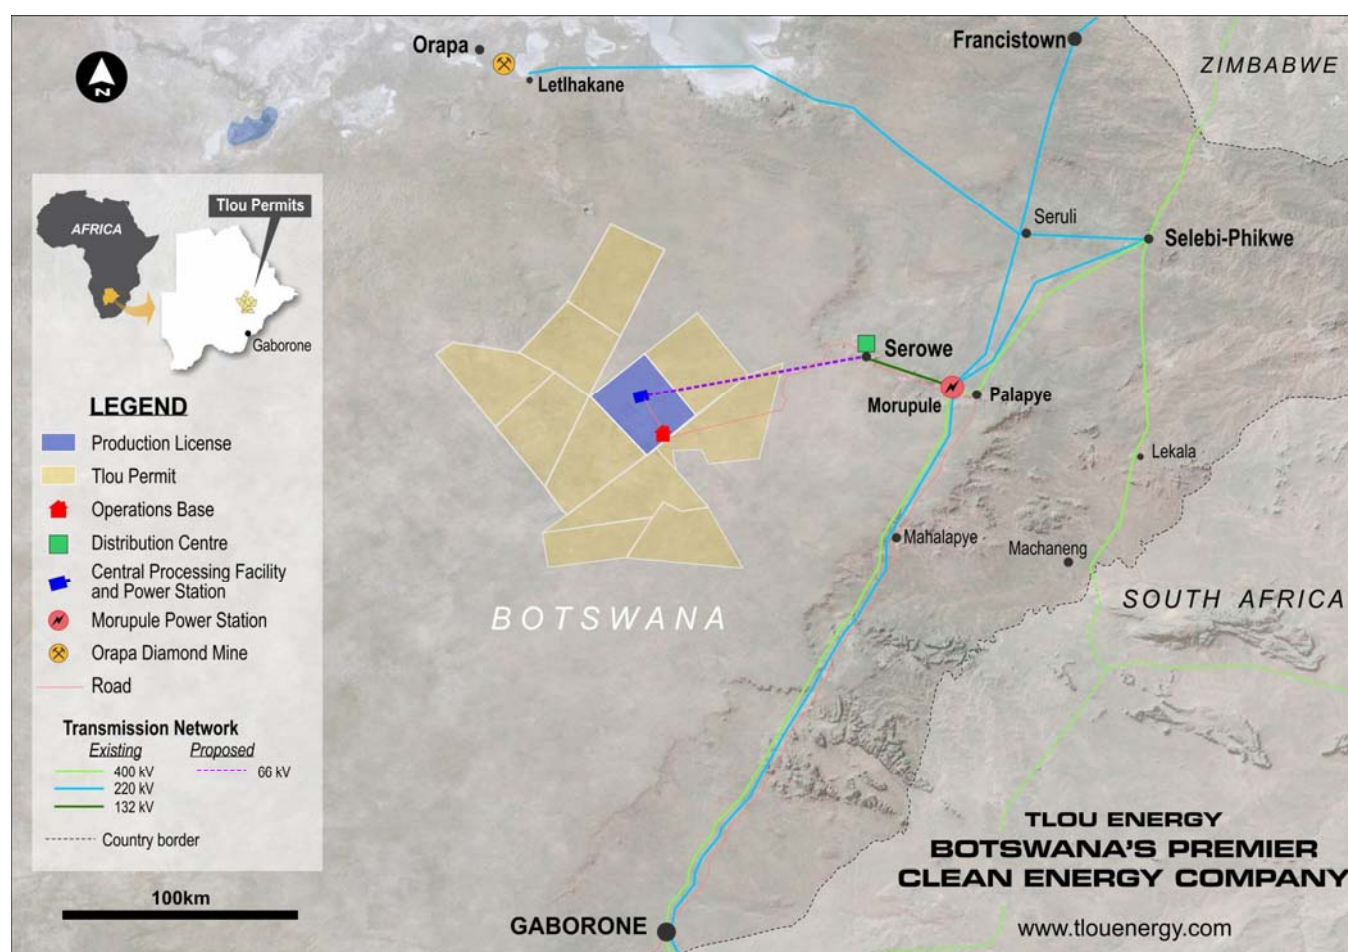 Orapa
Letlhakane
Francistown
ZIMBABWE
N
Tlou Permits
AFRICA
Gaborone
Seruli
Selebi-Phikwe
Serowe
Morupule
Palapye
Lekala
Mahalapye
Machaneng
BOTSWANA
SOUTH AFRICA
GABORONE
LEGEND
Production License
Tlou Permit
Operations Base
Distribution Centre
Central Processing Facility
and Power Station
Morupule Power Station
Orapa Diamond Mine
Road
Transmission Network
Existing Proposed
400 kV 66 kV
220 kV
132 kV
Country border
100km
TLOU ENERGY
BOTSWANA'S PREMIER
CLEAN ENERGY COMPANY
www.tlouenergy.com